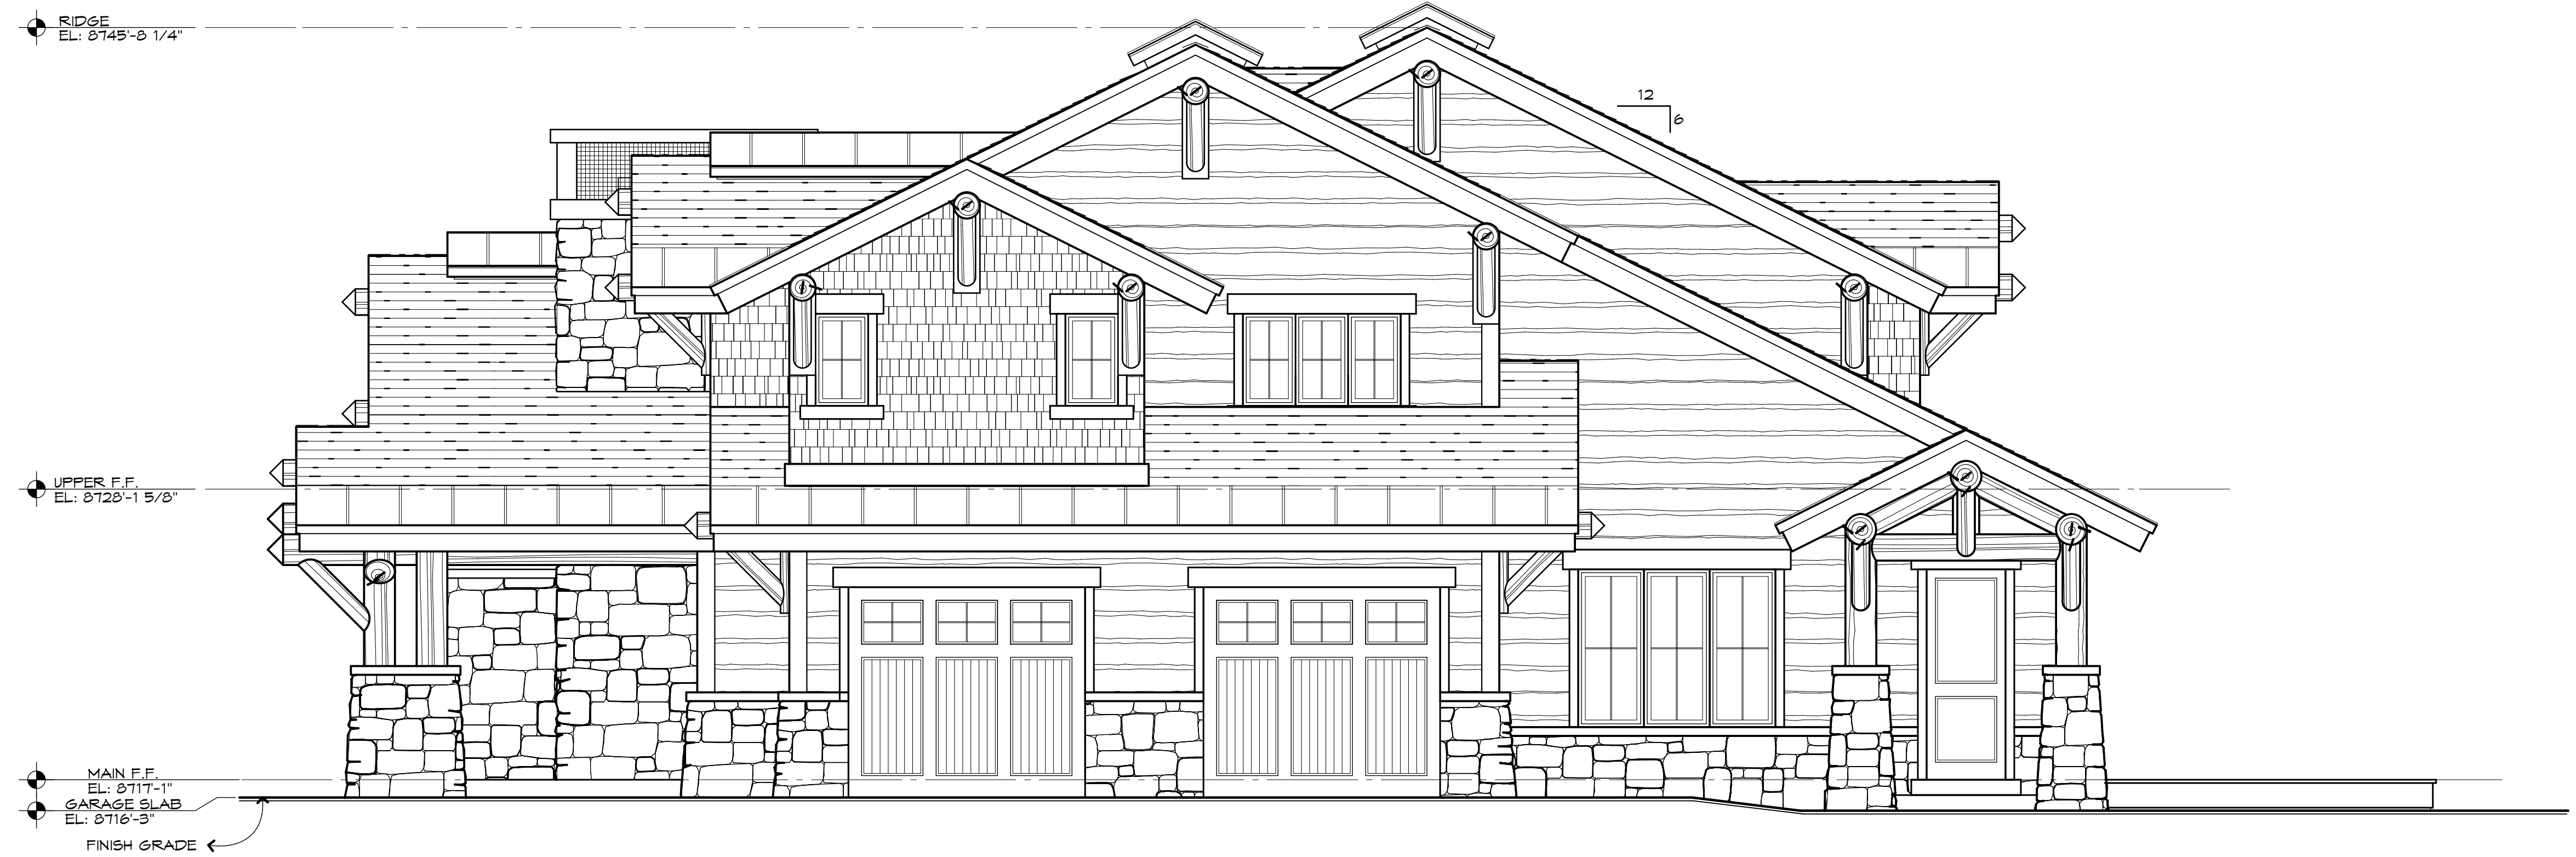 RIDGE
EL: 8745'-8 1/4"
12
6
UPPER F.F.
EL: 8728'-1 5/8"
MAIN F.F.
EL: 8717'-1"
GARAGE SLAB
EL: 8716'-3"
FINISH GRADE